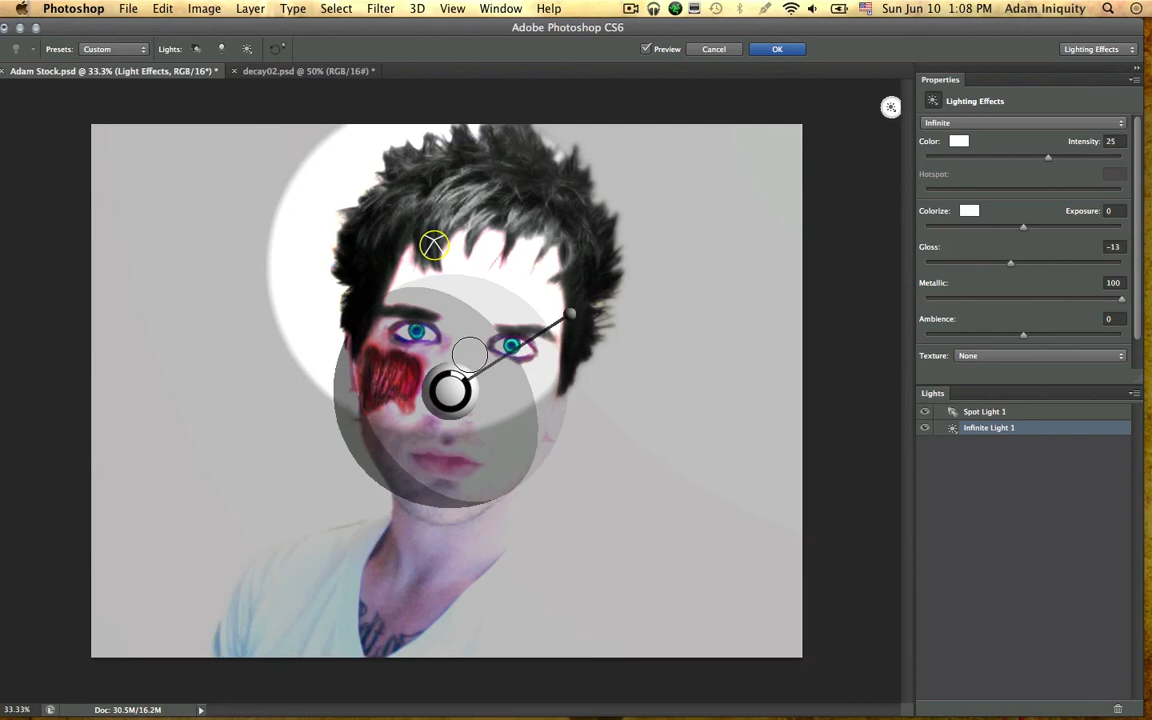 Photoshop File Edit Image Layer Type Select Filter 3D View Window Help Sun Jun 10 1:08 PM Adam Iniquity
Adobe Photoshop CS6
Presets: Custom Lights: Preview Cancel OK Lighting Effects
Adam Stock.psd @ 33.3% (Light Effects, RGB/16*) * decay02.psd @ 50% (RGB/16#) *
Properties
Lighting Effects
Infinite
Color: Intensity: 25
Hotspot:
Colorize: Exposure: 0
Gloss: -13
Metallic: 100
Ambience: 0
Texture: None
Lights
Spot Light 1
Infinite Light 1
33.33% Doc: 30.5M/16.2M